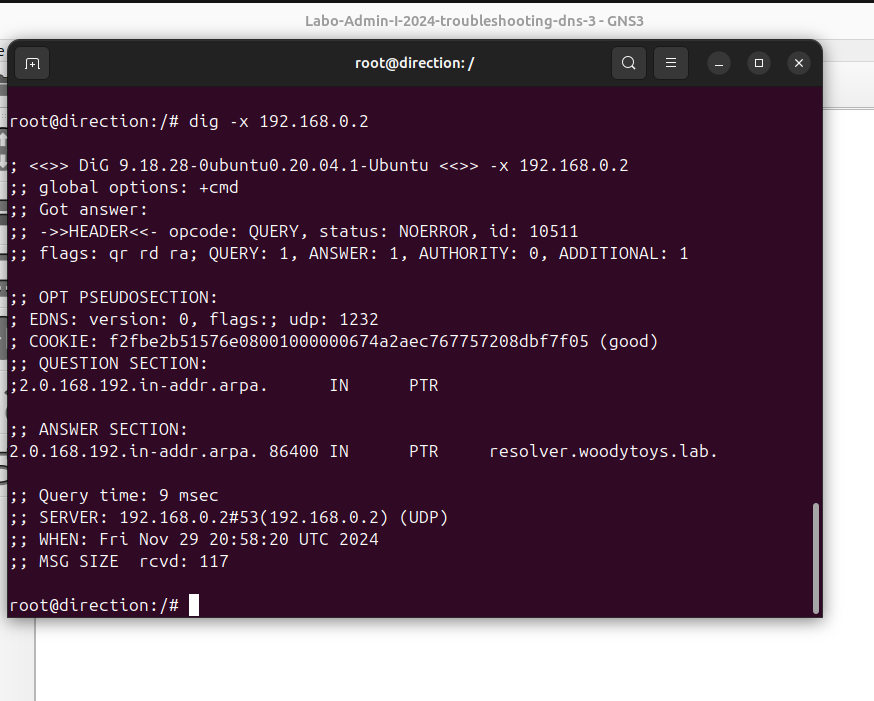 Labo-Admin-I-2024-troubleshooting-dns-3 - GNS3
root@direction: /
root@direction:/# dig -x 192.168.0.2
; <<>> DiG 9.18.28-0ubuntu0.20.04.1-Ubuntu <<>> -x 192.168.0.2
;; global options: +cmd
;; Got answer:
;; ->>HEADER<<- opcode: QUERY, status: NOERROR, id: 10511
;; flags: qr rd ra; QUERY: 1, ANSWER: 1, AUTHORITY: 0, ADDITIONAL: 1
;; OPT PSEUDOSECTION:
; EDNS: version: 0, flags:; udp: 1232
; COOKIE: f2fbe2b51576e08001000000674a2aec767757208dbf7f05 (good)
;; QUESTION SECTION:
;2.0.168.192.in-addr.arpa. IN PTR
;; ANSWER SECTION:
2.0.168.192.in-addr.arpa. 86400 IN PTR resolver.woodytoys.lab.
;; Query time: 9 msec
;; SERVER: 192.168.0.2#53(192.168.0.2) (UDP)
;; WHEN: Fri Nov 29 20:58:20 UTC 2024
;; MSG SIZE rcvd: 117
root@direction:/#